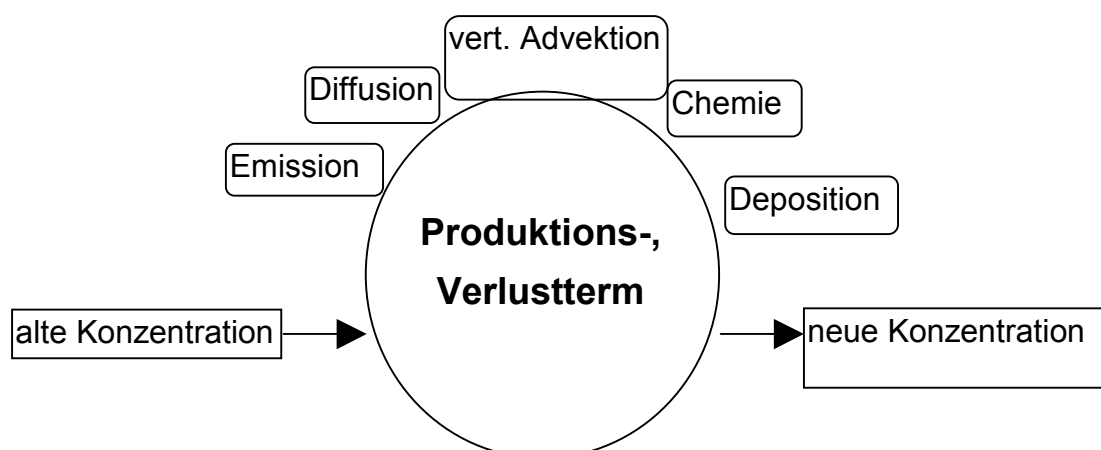 vert. Advektion
Diffusion
Chemie
Emission
Deposition
Produktions-,
Verlustterm
alte Konzentration
neue Konzentration